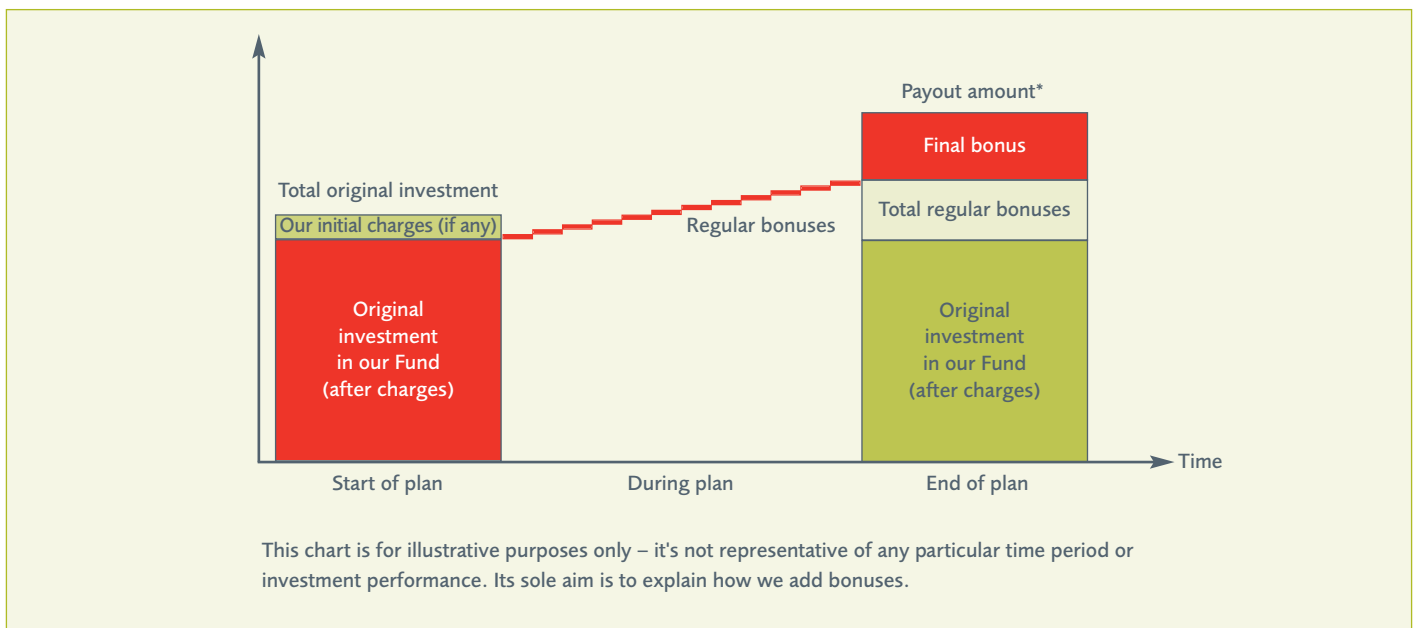 Payout amount*
Final bonus
Total original investment
Our initial charges (if any)
Total regular bonuses
Regular bonuses
Original
investment
in our Fund
(after charges)
Original
investment
in our Fund
(after charges)
Time
Start of plan
During plan
End of plan
This chart is for illustrative purposes only – it's not representative of any particular time period or
investment performance. Its sole aim is to explain how we add bonuses.